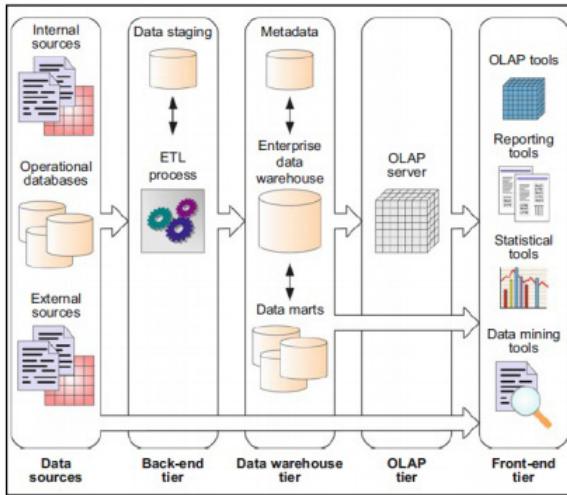 Internal
sources
Operational
databases
External
sources
Data
sources
Data staging
ETL
process
Back-end
tier
Metadata
Enterprise
data
warehouse
Data marts
Data warehouse
tier
OLAP
server
OLAP
tier
OLAP tools
Reporting
tools
Statistical
tools
Data mining
tools
Front-end
tier